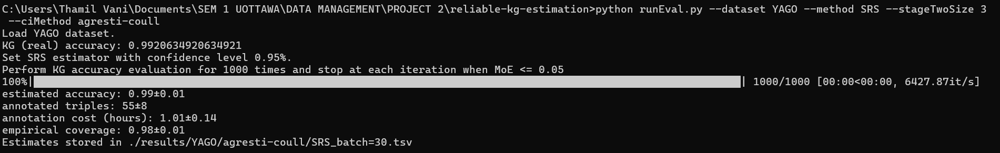 C:\Users\Thamil Vani\Documents\SEM 1 UOTTAWA\DATA MANAGEMENT\PROJECT 2\reliable-kg-estimation>python runEval.py --dataset YAGO --method SRS --stageTwoSize 3
 --ciMethod agresti-coull
Load YAGO dataset.
KG (real) accuracy: 0.9920634920634921
Set SRS estimator with confidence level 0.95%.
Perform KG accuracy evaluation for 1000 times and stop at each iteration when MoE <= 0.05
100%|| 1000/1000 [00:00<00:00, 6427.87it/s]
estimated accuracy: 0.99±0.01
annotated triples: 55±8
annotation cost (hours): 1.01±0.14
empirical coverage: 0.98±0.01
Estimates stored in ./results/YAGO/agresti-coull/SRS_batch=30.tsv